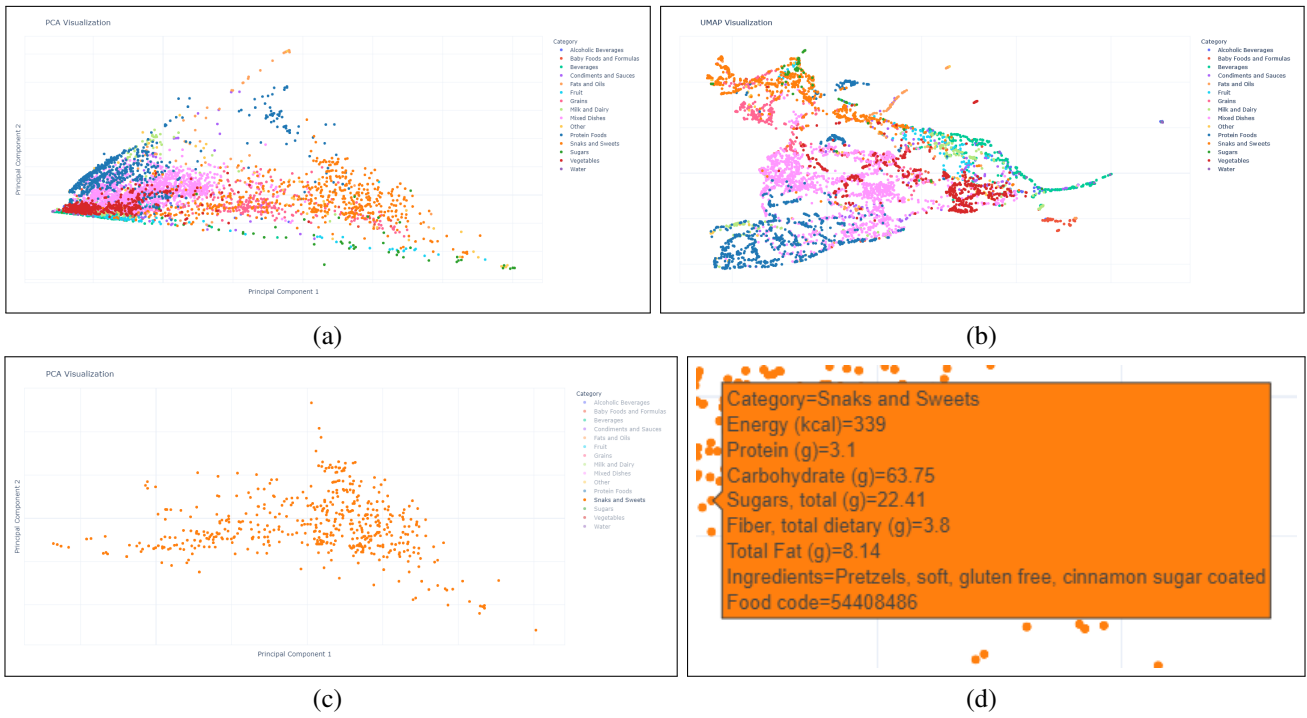 PCA Visualization
Category
Alcoholic Beverages
Baby Foods and Formulas
Beverages
Condiments and Sauces
Fats and Oils
Fruit
Grains
Milk and Dairy
Mixed Dishes
Other
Protein Foods
Snaks and Sweets
Sugars
Vegetables
Water
Principal Component 2
Principal Component 1
(a)
UMAP Visualization
Category
Alcoholic Beverages
Baby Foods and Formulas
Beverages
Condiments and Sauces
Fats and Oils
Fruit
Grains
Milk and Dairy
Mixed Dishes
Other
Protein Foods
Snaks and Sweets
Sugars
Vegetables
Water
(b)
PCA Visualization
Category
Alcoholic Beverages
Baby Foods and Formulas
Beverages
Condiments and Sauces
Fats and Oils
Fruit
Grains
Milk and Dairy
Mixed Dishes
Other
Protein Foods
Snaks and Sweets
Sugars
Vegetables
Water
Principal Component 2
Principal Component 1
(c)
Category=Snaks and Sweets
Energy (kcal)=339
Protein (g)=3.1
Carbohydrate (g)=63.75
Sugars, total (g)=22.41
Fiber, total dietary (g)=3.8
Total Fat (g)=8.14
Ingredients=Pretzels, soft, gluten free, cinnamon sugar coated
Food code=54408486
(d)